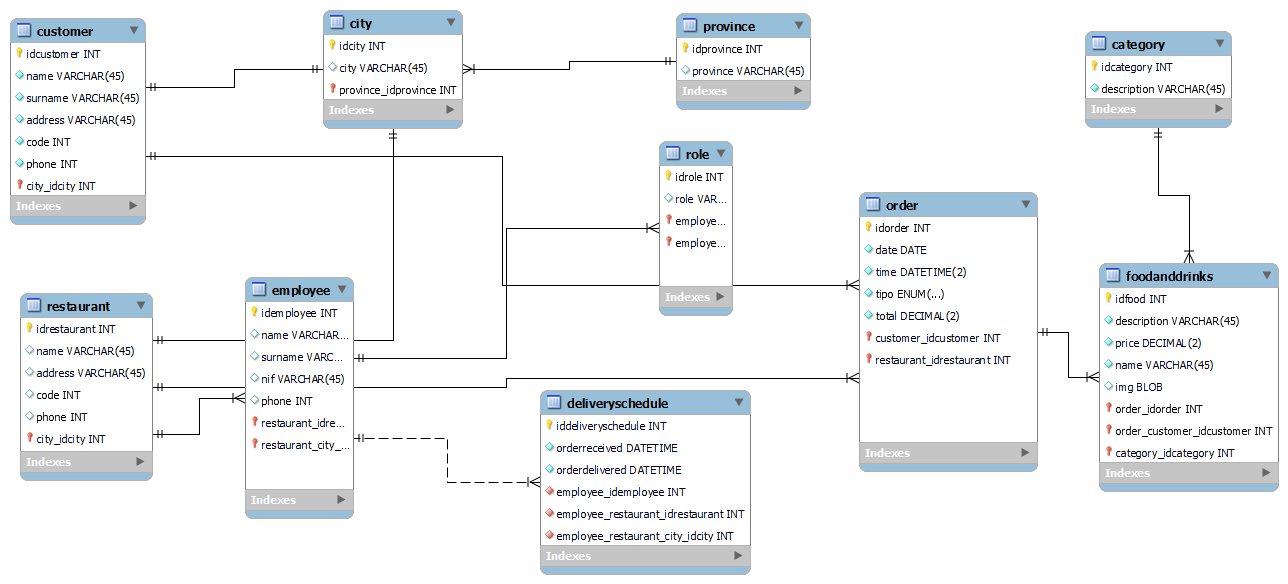 customer
idcustomer INT
name VARCHAR(45)
surname VARCHAR(45)
address VARCHAR(45)
code INT
phone INT
city_idcity INT
Indexes
city
idcity INT
city VARCHAR(45)
province_idprovince INT
Indexes
province
idprovince INT
province VARCHAR(45)
Indexes
category
idcategory INT
description VARCHAR(45)
Indexes
role
idrole INT
role VAR...
employe...
employe...
Indexes
order
idorder INT
date DATE
time DATETIME(2)
tipo ENUM(...)
total DECIMAL(2)
customer_idcustomer INT
restaurant_idrestaurant INT
Indexes
foodanddrinks
idfood INT
description VARCHAR(45)
price DECIMAL(2)
name VARCHAR(45)
img BLOB
order_idorder INT
order_customer_idcustomer INT
category_idcategory INT
Indexes
restaurant
idrestaurant INT
name VARCHAR(45)
address VARCHAR(45)
code INT
phone INT
city_idcity INT
Indexes
employee
idemployee INT
name VARCHAR...
surname VARC...
nif VARCHAR(45)
phone INT
restaurant_idre...
restaurant_city_...
Indexes
deliveryschedule
iddeliveryschedule INT
orderreceived DATETIME
orderdelivered DATETIME
employee_idemployee INT
employee_restaurant_idrestaurant INT
employee_restaurant_city_idcity INT
Indexes